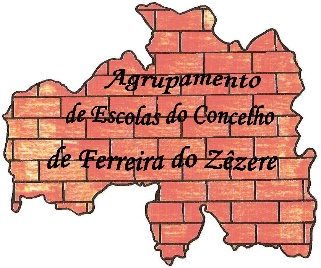 Agrupamento
de Escolas do Concelho
de Ferreira do Zêzere